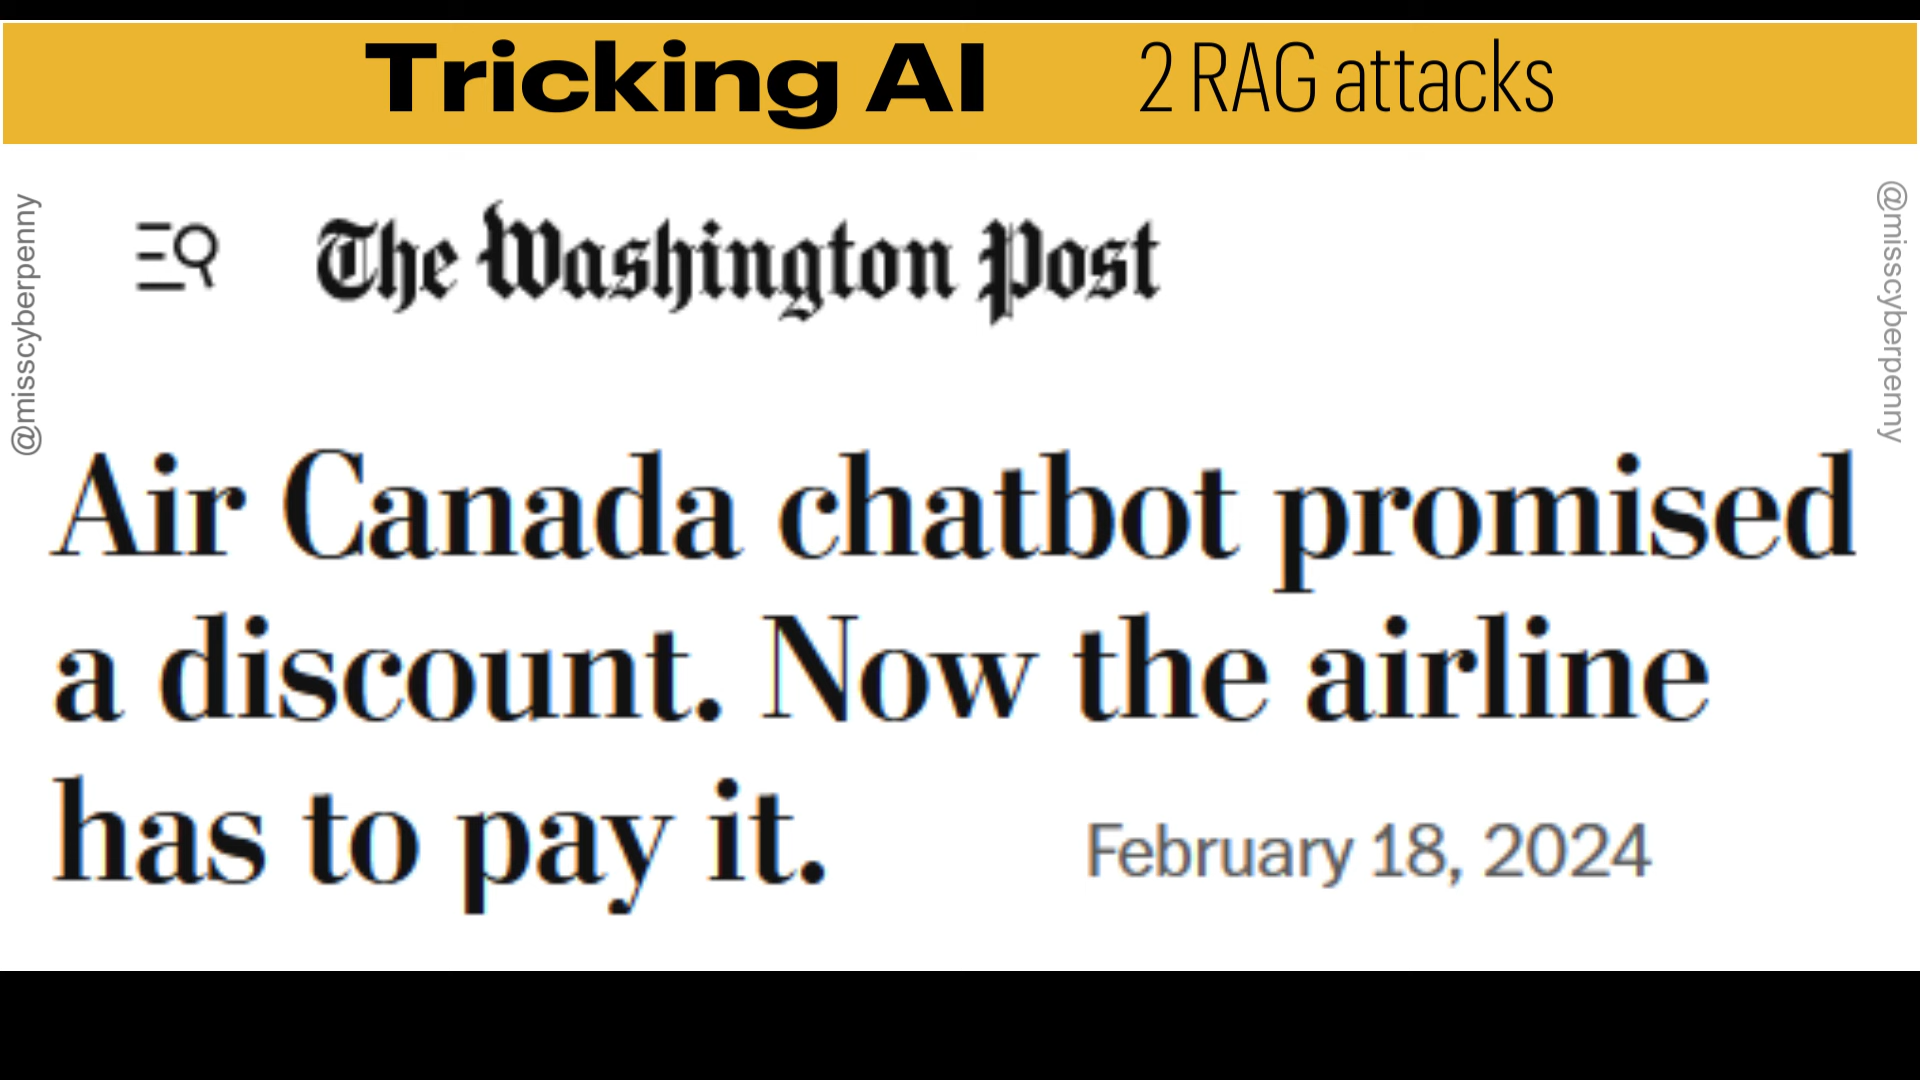 Tricking AI 2 RAG attacks
@misscyberpenny
@misscyberpenny
The Washington Post
Air Canada chatbot promised
a discount. Now the airline
has to pay it.
February 18, 2024